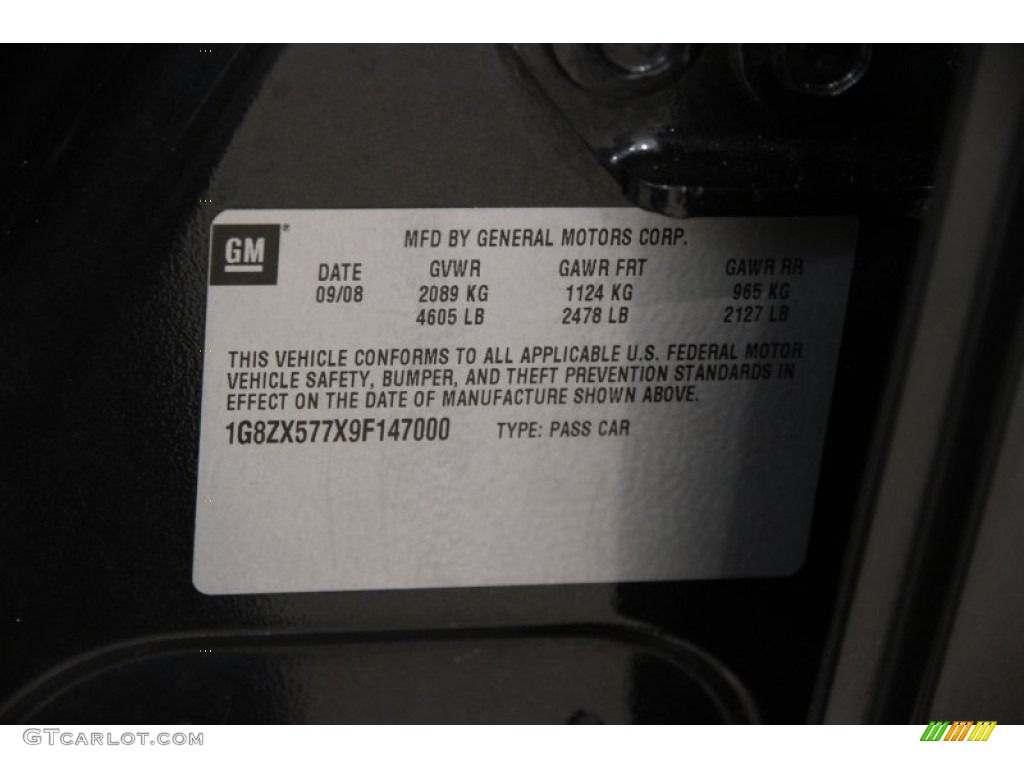 GM®
MFD BY GENERAL MOTORS CORP.
DATE GVWR GAWR FRT GAWR RR
09/08 2089 KG 1124 KG 965 KG
4605 LB 2478 LB 2127 LB
THIS VEHICLE CONFORMS TO ALL APPLICABLE U.S. FEDERAL MOTOR
VEHICLE SAFETY, BUMPER, AND THEFT PREVENTION STANDARDS IN
EFFECT ON THE DATE OF MANUFACTURE SHOWN ABOVE.
1G8ZX577X9F147000 TYPE: PASS CAR
GTcarlot.com